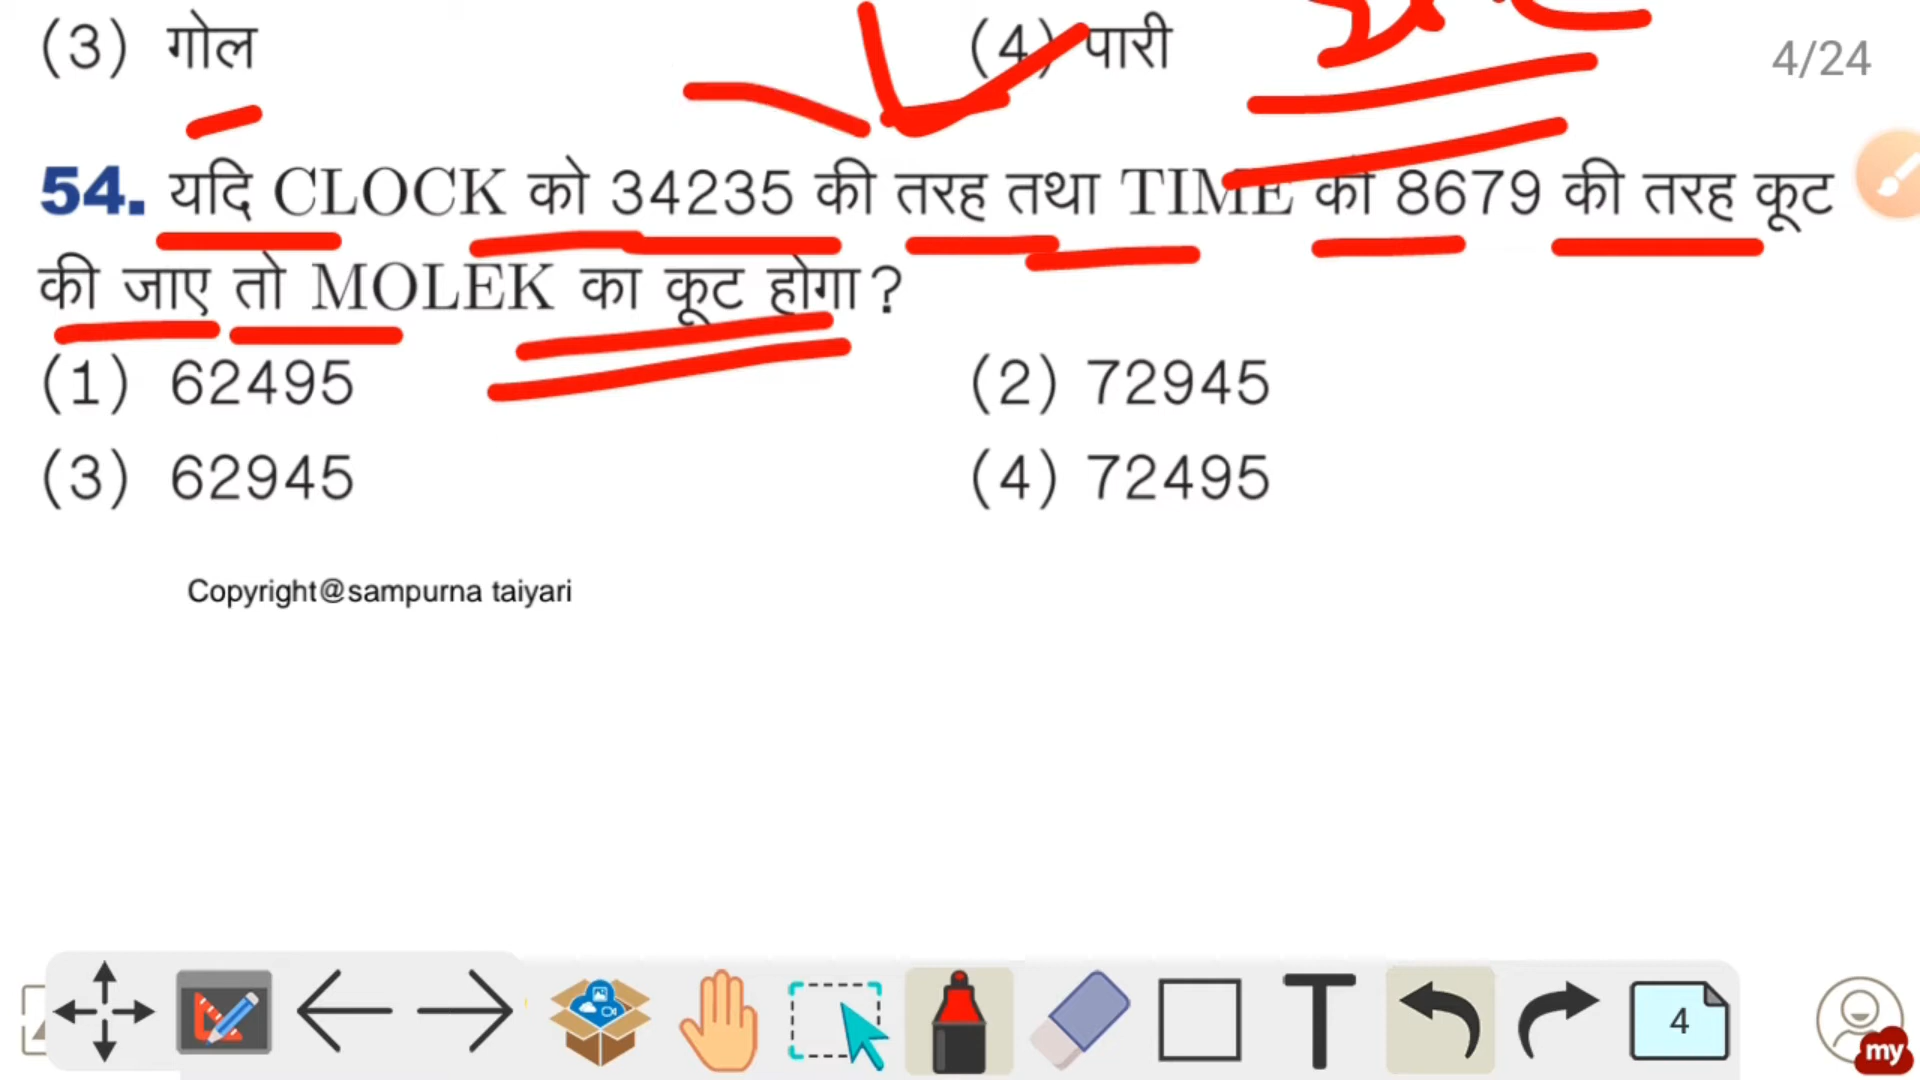 (3) गोल (4) पारी
4/24
54. यदि CLOCK को 34235 की तरह तथा TIME को 8679 की तरह कूट
की जाए तो MOLEK का कूट होगा?
(1) 62495 (2) 72945
(3) 62945 (4) 72495
Copyright@sampurna taiyari
T
4
my